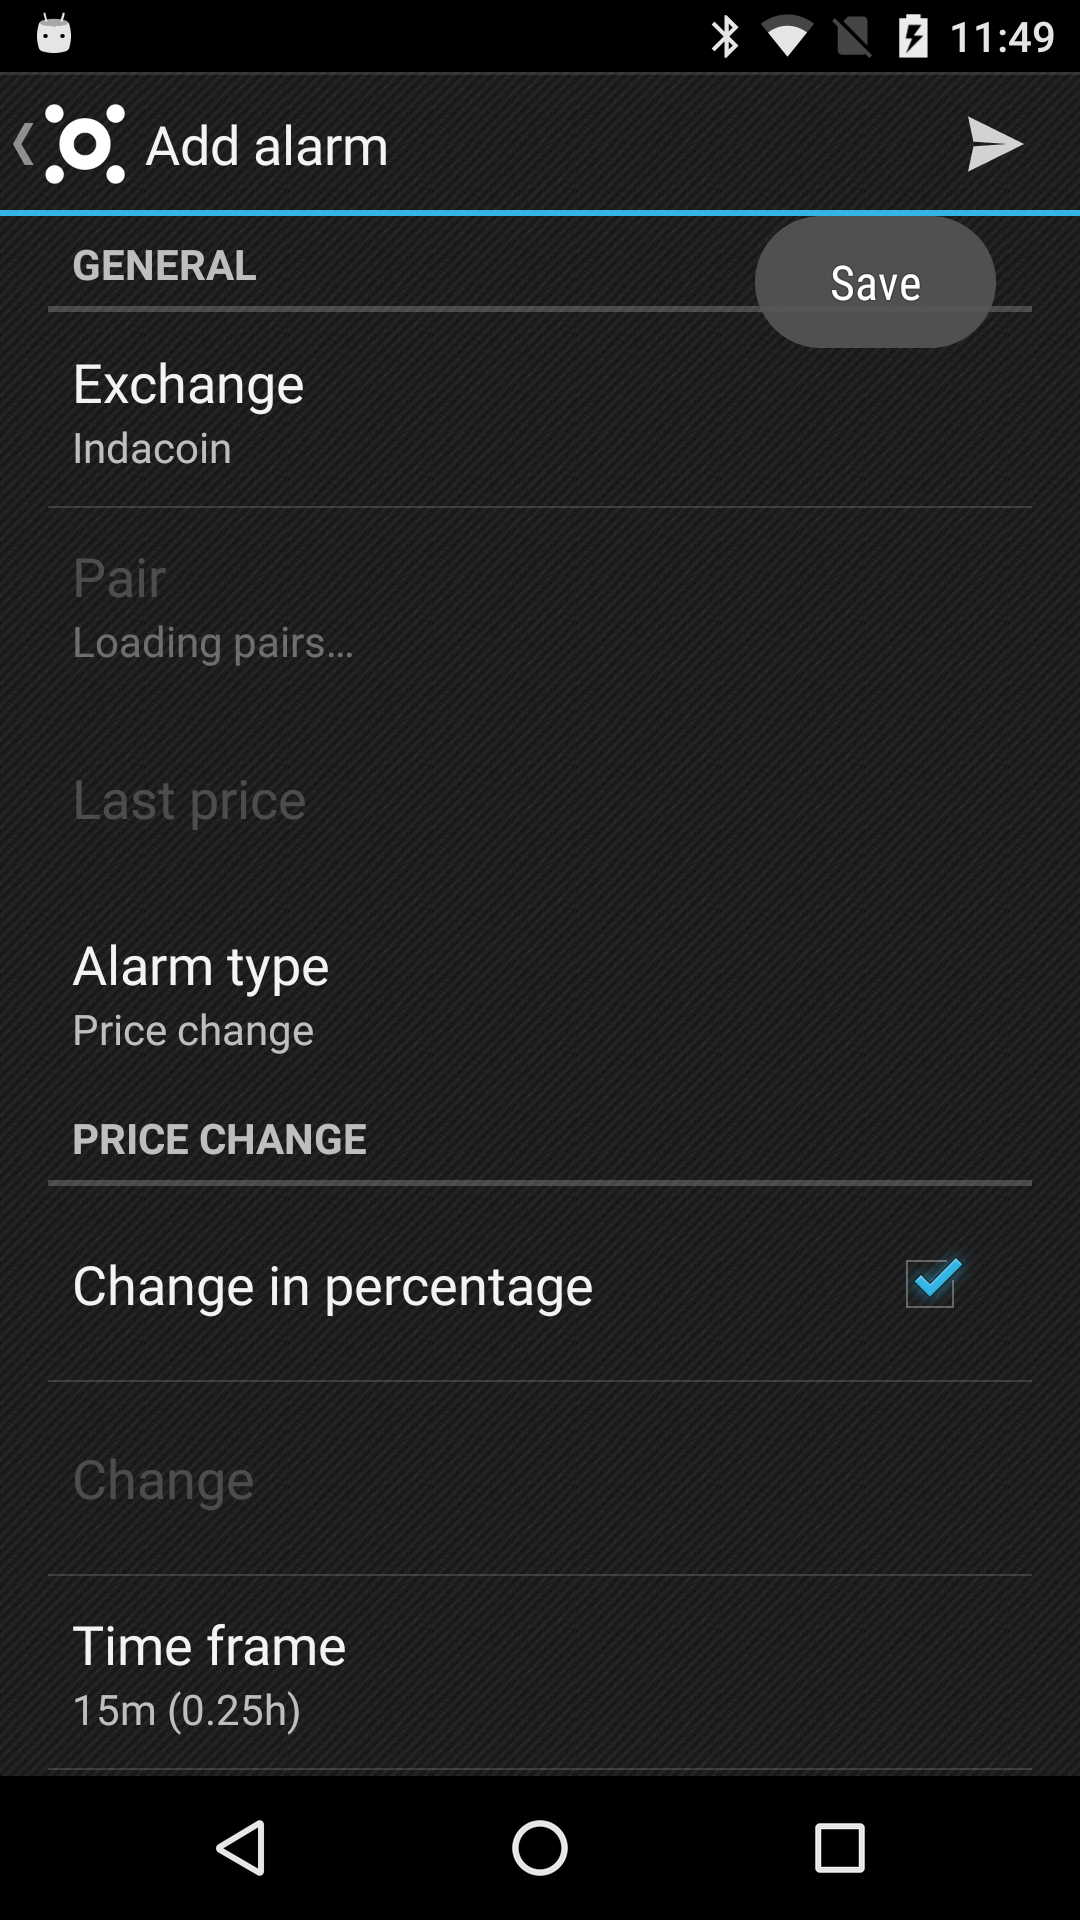 11:49
Add alarm
GENERAL
Save
Exchange
Indacoin
Pair
Loading pairs...
Last price
Alarm type
Price change
PRICE CHANGE
Change in percentage
Change
Time frame
15m (0.25h)